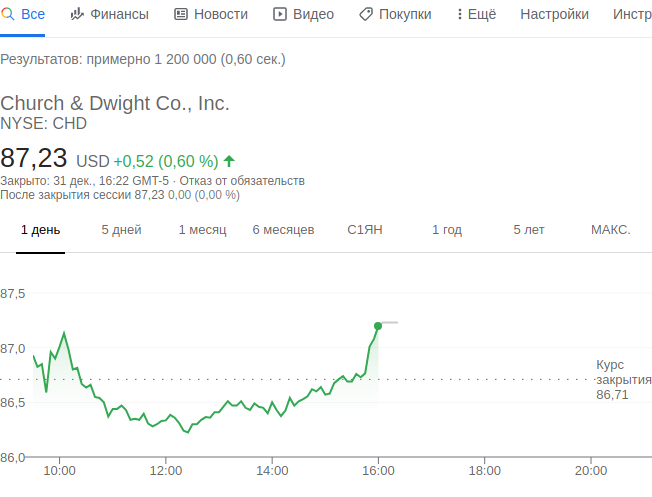 Все Финансы Новости Видео Покупки Ещё Настройки Инстр
Результатов: примерно 1 200 000 (0,60 сек.)
Church & Dwight Co., Inc.
NYSE: CHD
87,23 USD +0,52 (0,60 %)
Закрыто: 31 дек., 16:22 GMT-5 · Отказ от обязательств
После закрытия сессии 87,23 0,00 (0,00 %)
1 день 5 дней 1 месяц 6 месяцев С1ЯН 1 год 5 лет МАКС.
87,5
87,0
Курс
закрытия
86,71
86,5
86,0
10:00 12:00 14:00 16:00 18:00 20:00